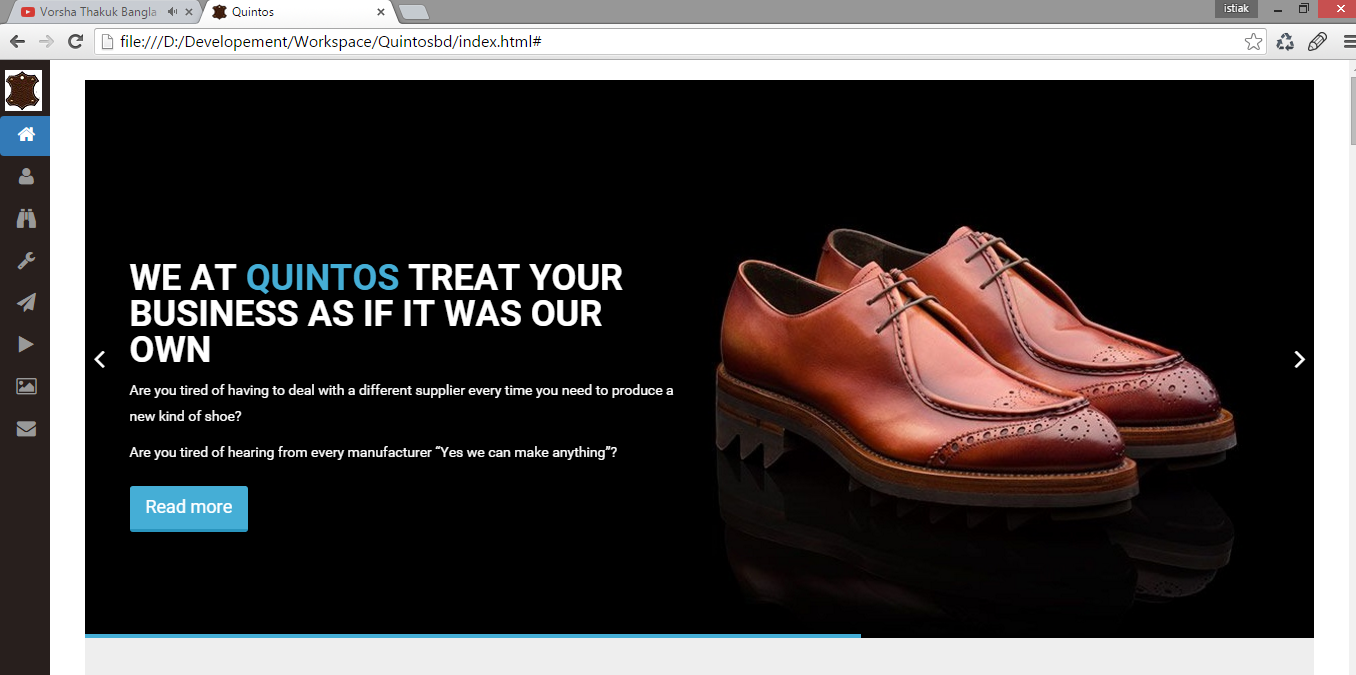 Vorsha Thakuk Bangla
Quintos
istiak
file:///D:/Developement/Workspace/Quintosbd/index.html#
WE AT QUINTOS TREAT YOUR
BUSINESS AS IF IT WAS OUR
OWN
Are you tired of having to deal with a different supplier every time you need to produce a
new kind of shoe?
Are you tired of hearing from every manufacturer “Yes we can make anything”?
Read more